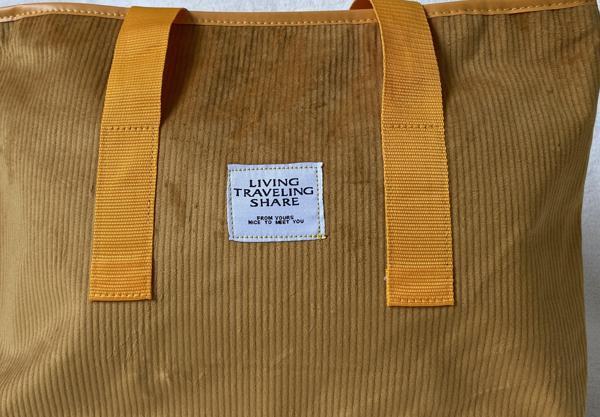 LIVING
TRAVELING
SHARE
FROM YOURS
NICE TO MEET YOU